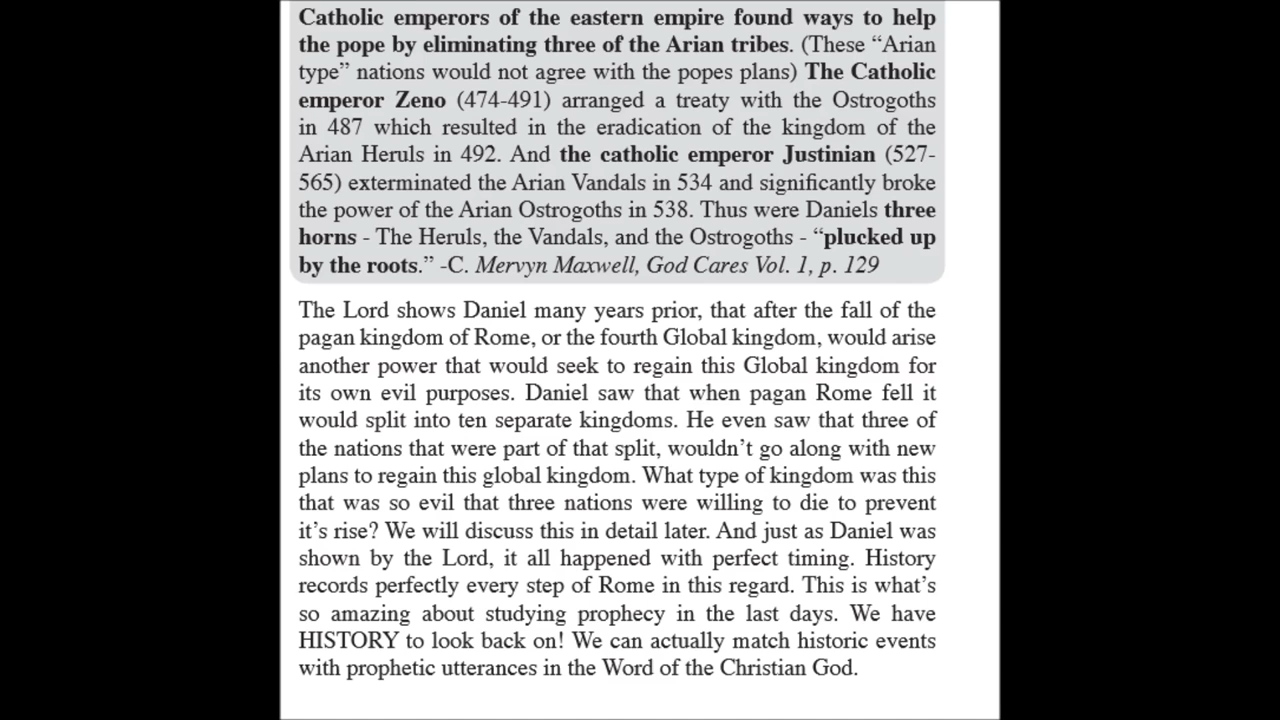 Catholic emperors of the eastern empire found ways to help
the pope by eliminating three of the Arian tribes. (These “Arian
type” nations would not agree with the popes plans) The Catholic
emperor Zeno (474-491) arranged a treaty with the Ostrogoths
in 487 which resulted in the eradication of the kingdom of the
Arian Heruls in 492. And the catholic emperor Justinian (527-
565) exterminated the Arian Vandals in 534 and significantly broke
the power of the Arian Ostrogoths in 538. Thus were Daniels three
horns - The Heruls, the Vandals, and the Ostrogoths - “plucked up
by the roots.” -C. Mervyn Maxwell, God Cares Vol. 1, p. 129
The Lord shows Daniel many years prior, that after the fall of the
pagan kingdom of Rome, or the fourth Global kingdom, would arise
another power that would seek to regain this Global kingdom for
its own evil purposes. Daniel saw that when pagan Rome fell it
would split into ten separate kingdoms. He even saw that three of
the nations that were part of that split, wouldn’t go along with new
plans to regain this global kingdom. What type of kingdom was this
that was so evil that three nations were willing to die to prevent
it’s rise? We will discuss this in detail later. And just as Daniel was
shown by the Lord, it all happened with perfect timing. History
records perfectly every step of Rome in this regard. This is what’s
so amazing about studying prophecy in the last days. We have
HISTORY to look back on! We can actually match historic events
with prophetic utterances in the Word of the Christian God.